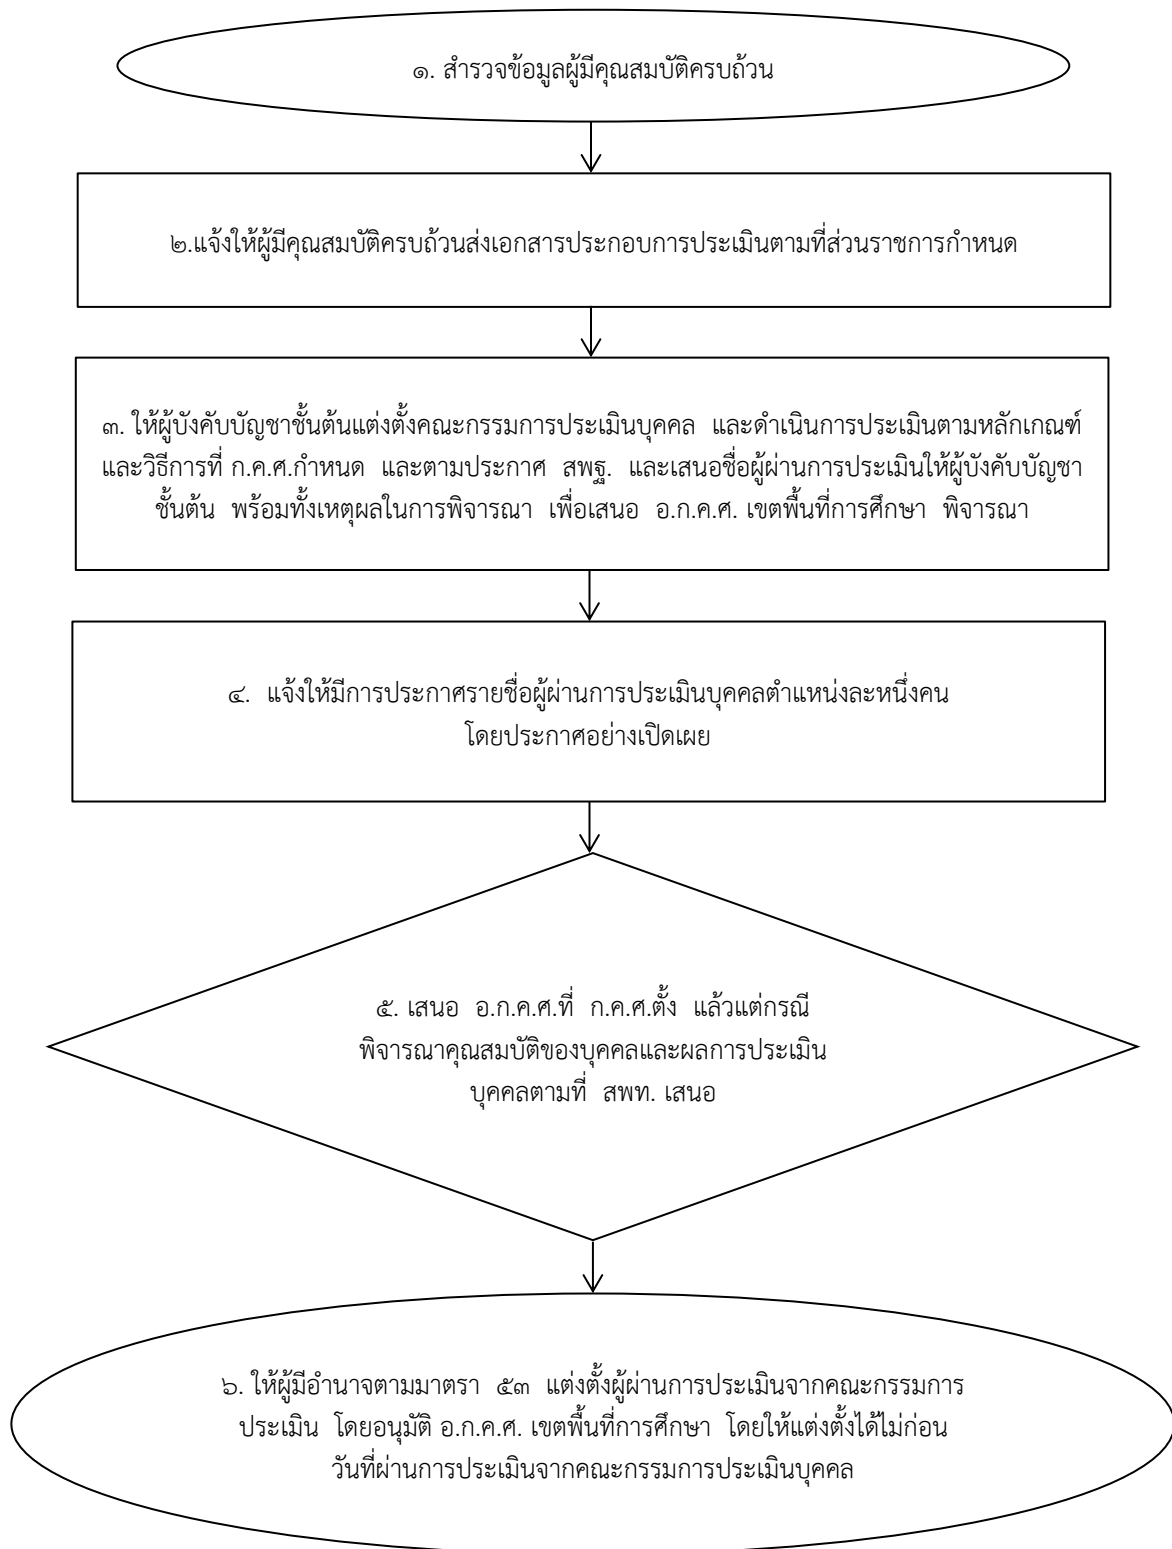 ๑. สำรวจข้อมูลผู้มีคุณสมบัติครบถ้วน
๒.แจ้งให้ผู้มีคุณสมบัติครบถ้วนส่งเอกสารประกอบการประเมินตามที่ส่วนราชการกำหนด
๓. ให้ผู้บังคับบัญชาชั้นต้นแต่งตั้งคณะกรรมการประเมินบุคคล และดำเนินการประเมินตามหลักเกณฑ์
และวิธีการที่ ก.ค.ศ.กำหนด และตามประกาศ สพฐ. และเสนอชื่อผู้ผ่านการประเมินให้ผู้บังคับบัญชา
ชั้นต้น พร้อมทั้งเหตุผลในการพิจารณา เพื่อเสนอ อ.ก.ค.ศ. เขตพื้นที่การศึกษา พิจารณา
๔. แจ้งให้มีการประกาศรายชื่อผู้ผ่านการประเมินบุคคลตำแหน่งละหนึ่งคน
โดยประกาศอย่างเปิดเผย
๕. เสนอ อ.ก.ค.ศ.ที่ ก.ค.ศ.ตั้ง แล้วแต่กรณี
พิจารณาคุณสมบัติของบุคคลและผลการประเมิน
บุคคลตามที่ สพท. เสนอ
๖. ให้ผู้มีอำนาจตามมาตรา ๕๓ แต่งตั้งผู้ผ่านการประเมินจากคณะกรรมการ
ประเมิน โดยอนุมัติ อ.ก.ค.ศ. เขตพื้นที่การศึกษา โดยให้แต่งตั้งได้ไม่ก่อน
วันที่ผ่านการประเมินจากคณะกรรมการประเมินบุคคล